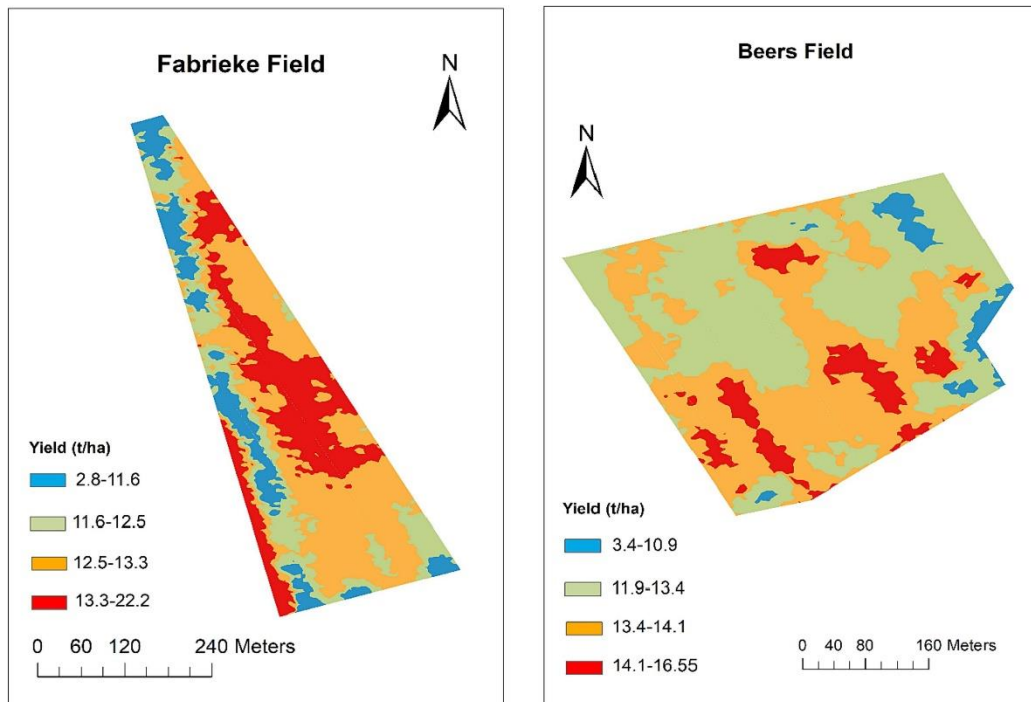 Fabrieke Field
N
Yield (t/ha)
2.8-11.6
11.6-12.5
12.5-13.3
13.3-22.2
0 60 120 240 Meters
Beers Field
N
Yield (t/ha)
3.4-10.9
11.9-13.4
13.4-14.1
14.1-16.55
0 40 80 160 Meters